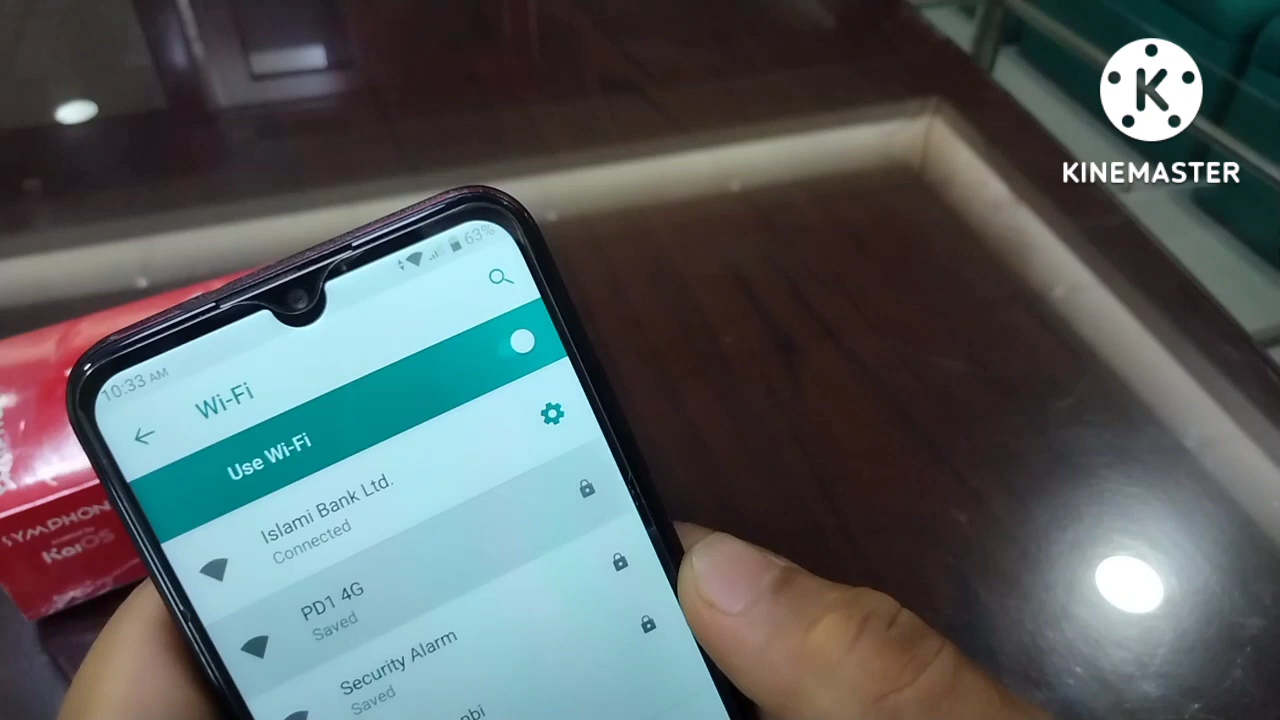 KINEMASTER
63%
10:33 AM
Wi-Fi
Use Wi-Fi
Islami Bank Ltd.
Connected
PD1 4G
Saved
Security Alarm
Saved
SYMPHON
KaiOS